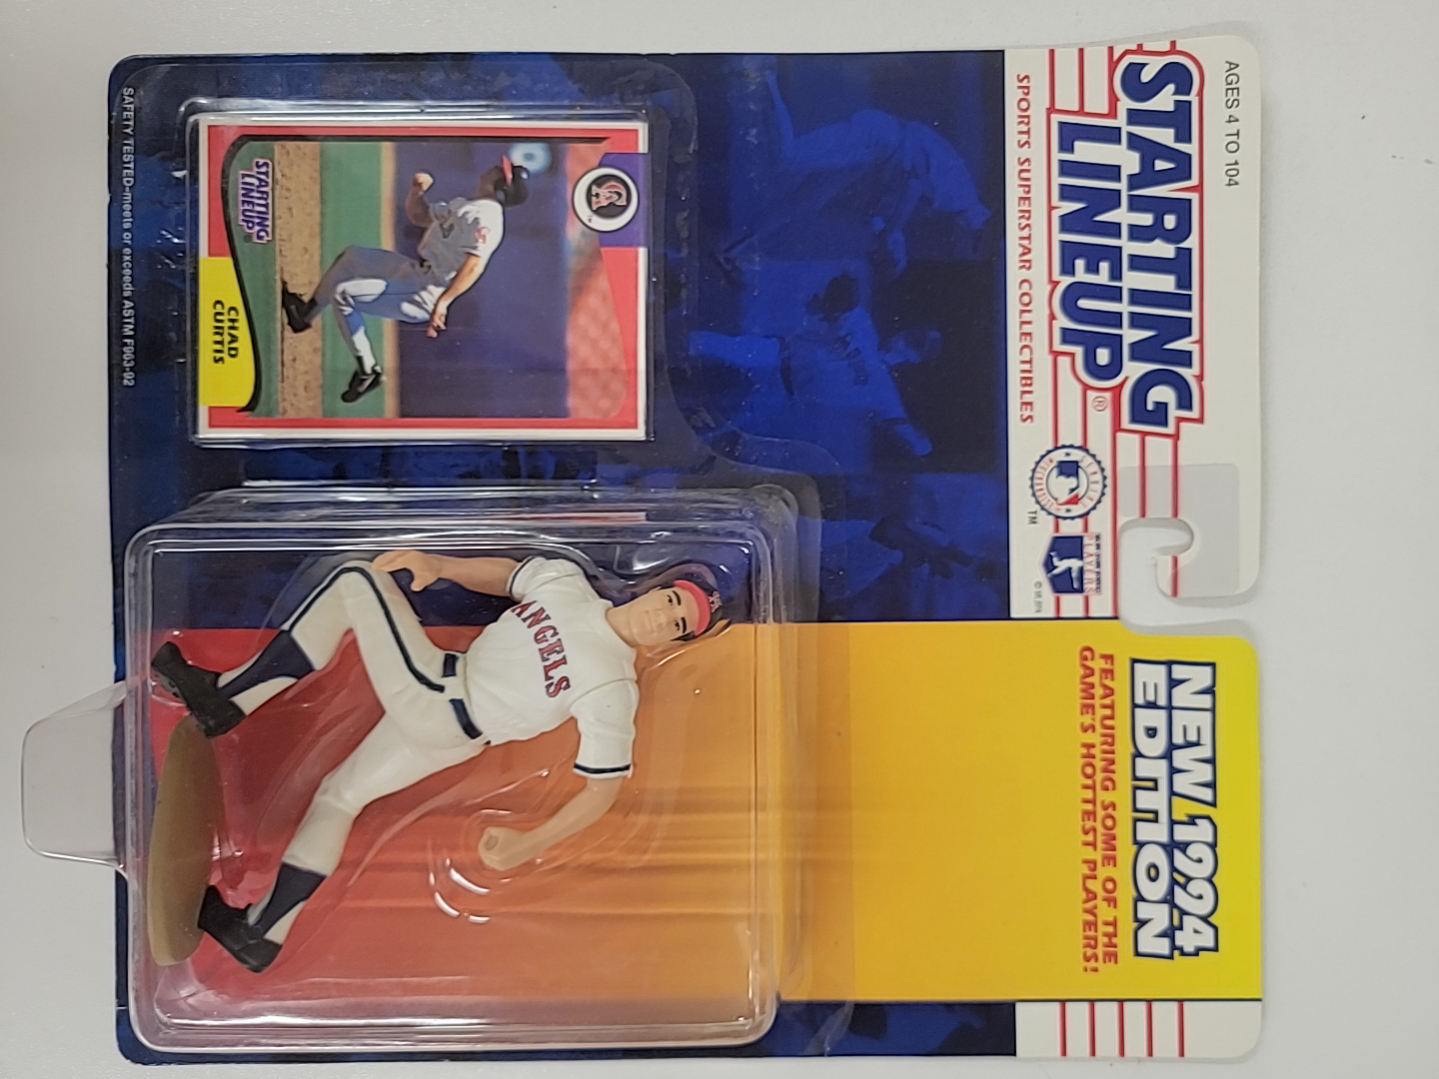 AGES 4 TO 104
STARTING
LINEUP®
SPORTS SUPERSTAR COLLECTIBLES
TM
NEW 1994
EDITION
FEATURING SOME OF THE
GAME'S HOTTEST PLAYERS!
STARTING
LINEUP
CHAD
CURTIS
ANGELS
SAFETY TESTED-meets or exceeds ASTM F963-92